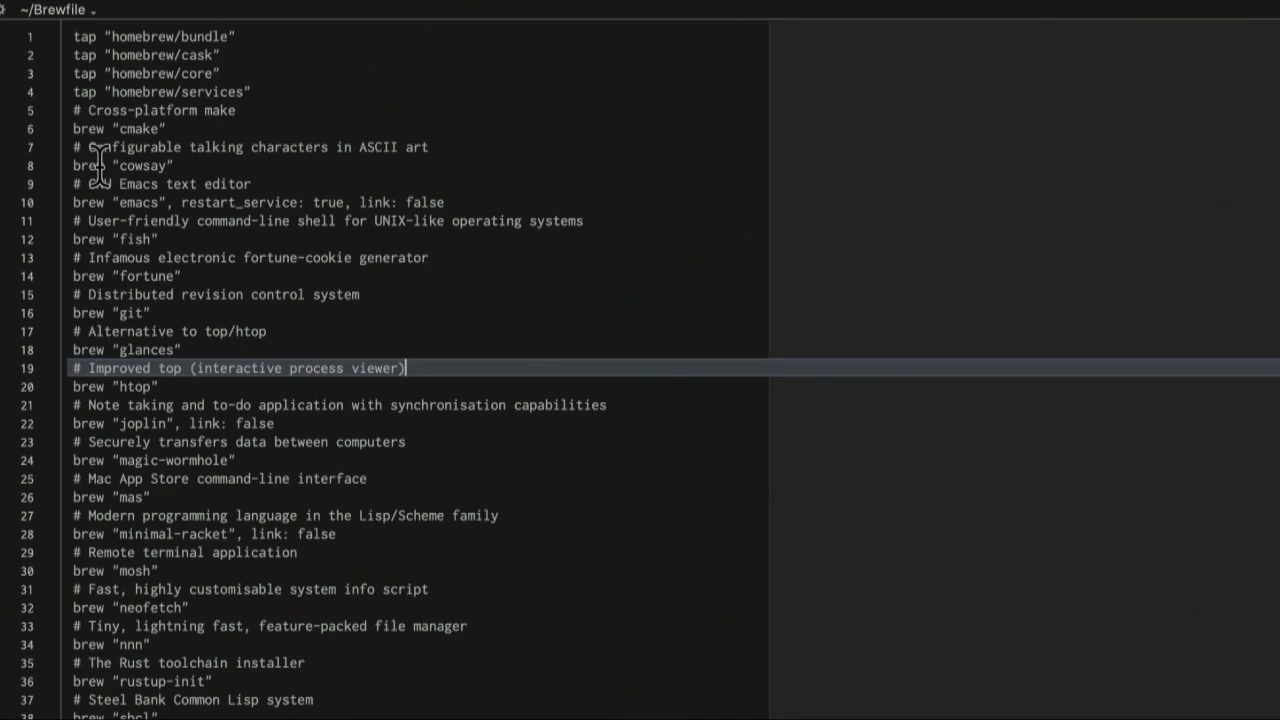 ~/Brewfile
1 tap "homebrew/bundle"
2 tap "homebrew/cask"
3 tap "homebrew/core"
4 tap "homebrew/services"
5 # Cross-platform make
6 brew "cmake"
7 # Configurable talking characters in ASCII art
8 brew "cowsay"
9 # GNU Emacs text editor
10 brew "emacs", restart_service: true, link: false
11 # User-friendly command-line shell for UNIX-like operating systems
12 brew "fish"
13 # Infamous electronic fortune-cookie generator
14 brew "fortune"
15 # Distributed revision control system
16 brew "git"
17 # Alternative to top/htop
18 brew "glances"
19 # Improved top (interactive process viewer)
20 brew "htop"
21 # Note taking and to-do application with synchronisation capabilities
22 brew "joplin", link: false
23 # Securely transfers data between computers
24 brew "magic-wormhole"
25 # Mac App Store command-line interface
26 brew "mas"
27 # Modern programming language in the Lisp/Scheme family
28 brew "minimal-racket", link: false
29 # Remote terminal application
30 brew "mosh"
31 # Fast, highly customisable system info script
32 brew "neofetch"
33 # Tiny, lightning fast, feature-packed file manager
34 brew "nnn"
35 # The Rust toolchain installer
36 brew "rustup-init"
37 # Steel Bank Common Lisp system
38 brew "sbcl"